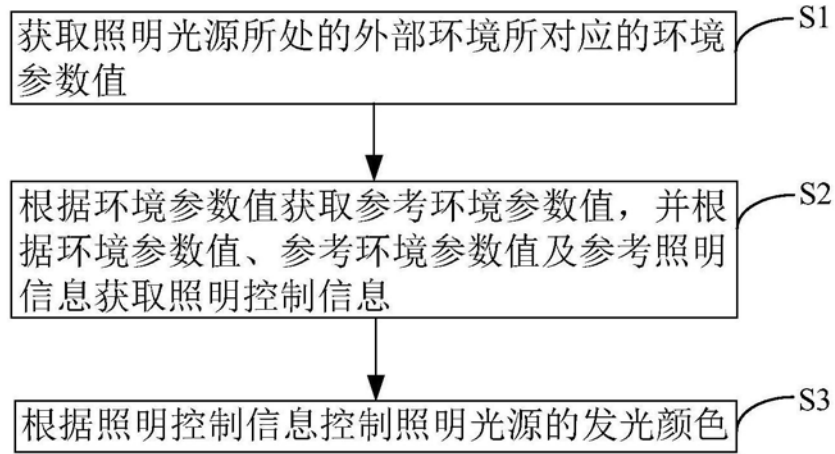 获取照明光源所处的外部环境所对应的环境
参数值
S1
根据环境参数值获取参考环境参数值，并根
据环境参数值、参考环境参数值及参考照明
信息获取照明控制信息
S2
根据照明控制信息控制照明光源的发光颜色
S3